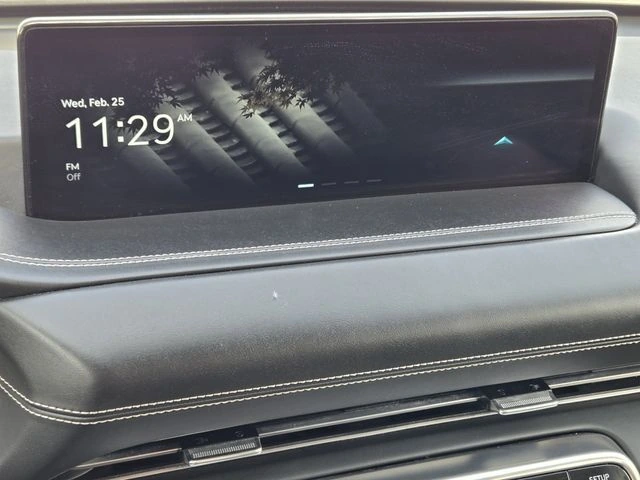 Wed, Feb. 25
11:29 AM
FM
Off
SETUP